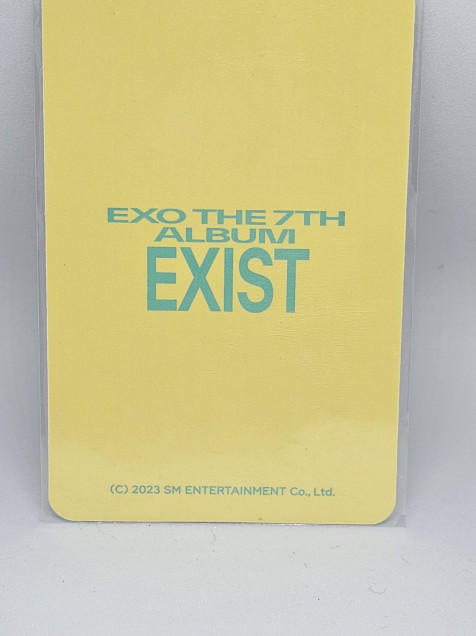 EXO THE 7TH
ALBUM
EXIST
(C) 2023 SM ENTERTAINMENT Co., Ltd.